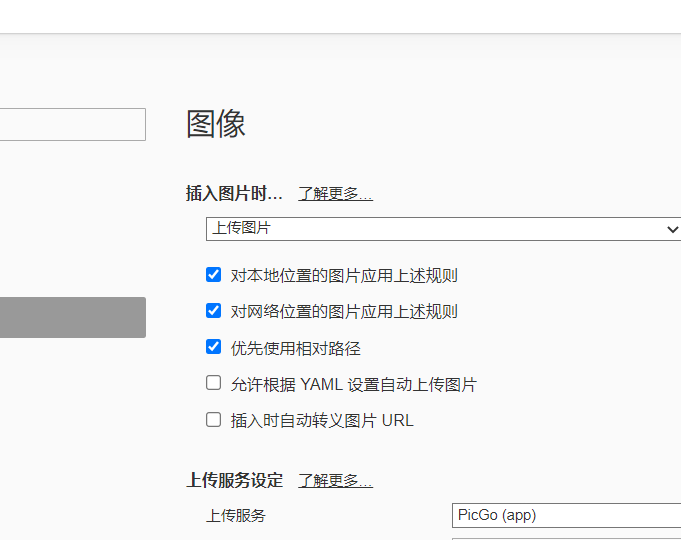 图像
插入图片时... 了解更多...
上传图片
对本地位置的图片应用上述规则
对网络位置的图片应用上述规则
优先使用相对路径
允许根据 YAML 设置自动上传图片
插入时自动转义图片 URL
上传服务设定 了解更多...
上传服务 PicGo (app)